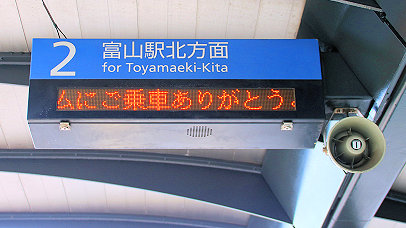 2 富山駅北方面
for Toyamaeki-Kita
ムにご乗車ありがとう